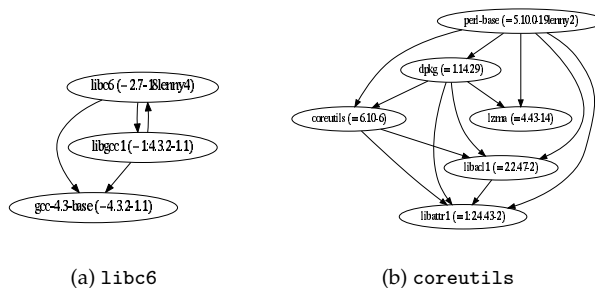 libc6 (= 2.7-18lenny4)
libgcc1 (= 1:4.3.2-1.1)
gcc-4.3-base (= 4.3.2-1.1)
(a) libc6
perl-base (= 5.10.0-19lenny2)
dpkg (= 1.14.29)
coreutils (= 6.10-6)
lzma (= 4.43-14)
libacl1 (= 2.2.47-2)
libattr1 (= 1:2.4.43-2)
(b) coreutils